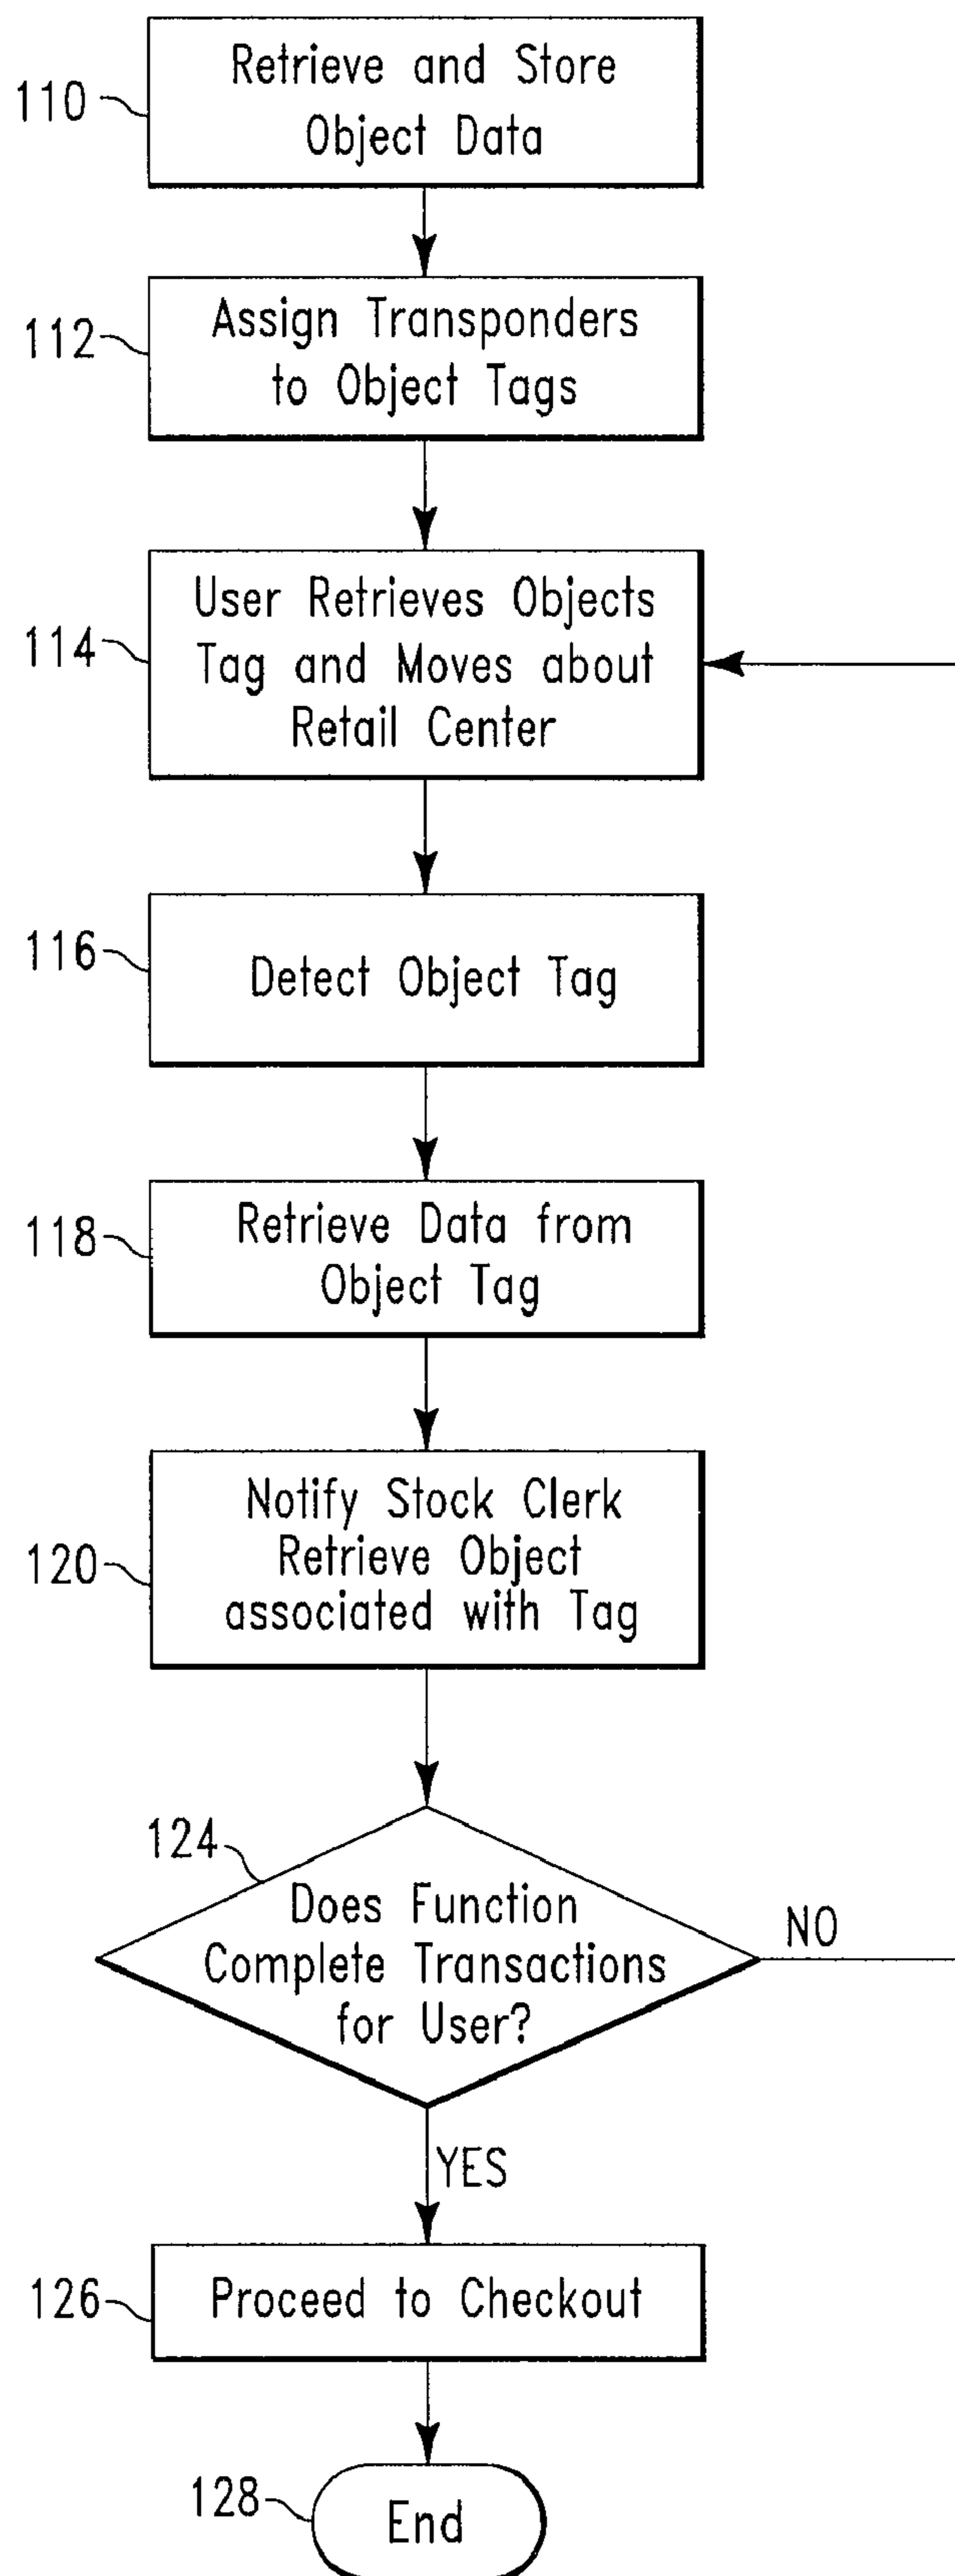 110
Retrieve and Store
Object Data
112
Assign Transponders
to Object Tags
114
User Retrieves Objects
Tag and Moves about
Retail Center
116
Detect Object Tag
118
Retrieve Data from
Object Tag
120
Notify Stock Clerk
Retrieve Object
associated with Tag
124
Does Function
Complete Transactions
for User?
NO
YES
126
Proceed to Checkout
128
End